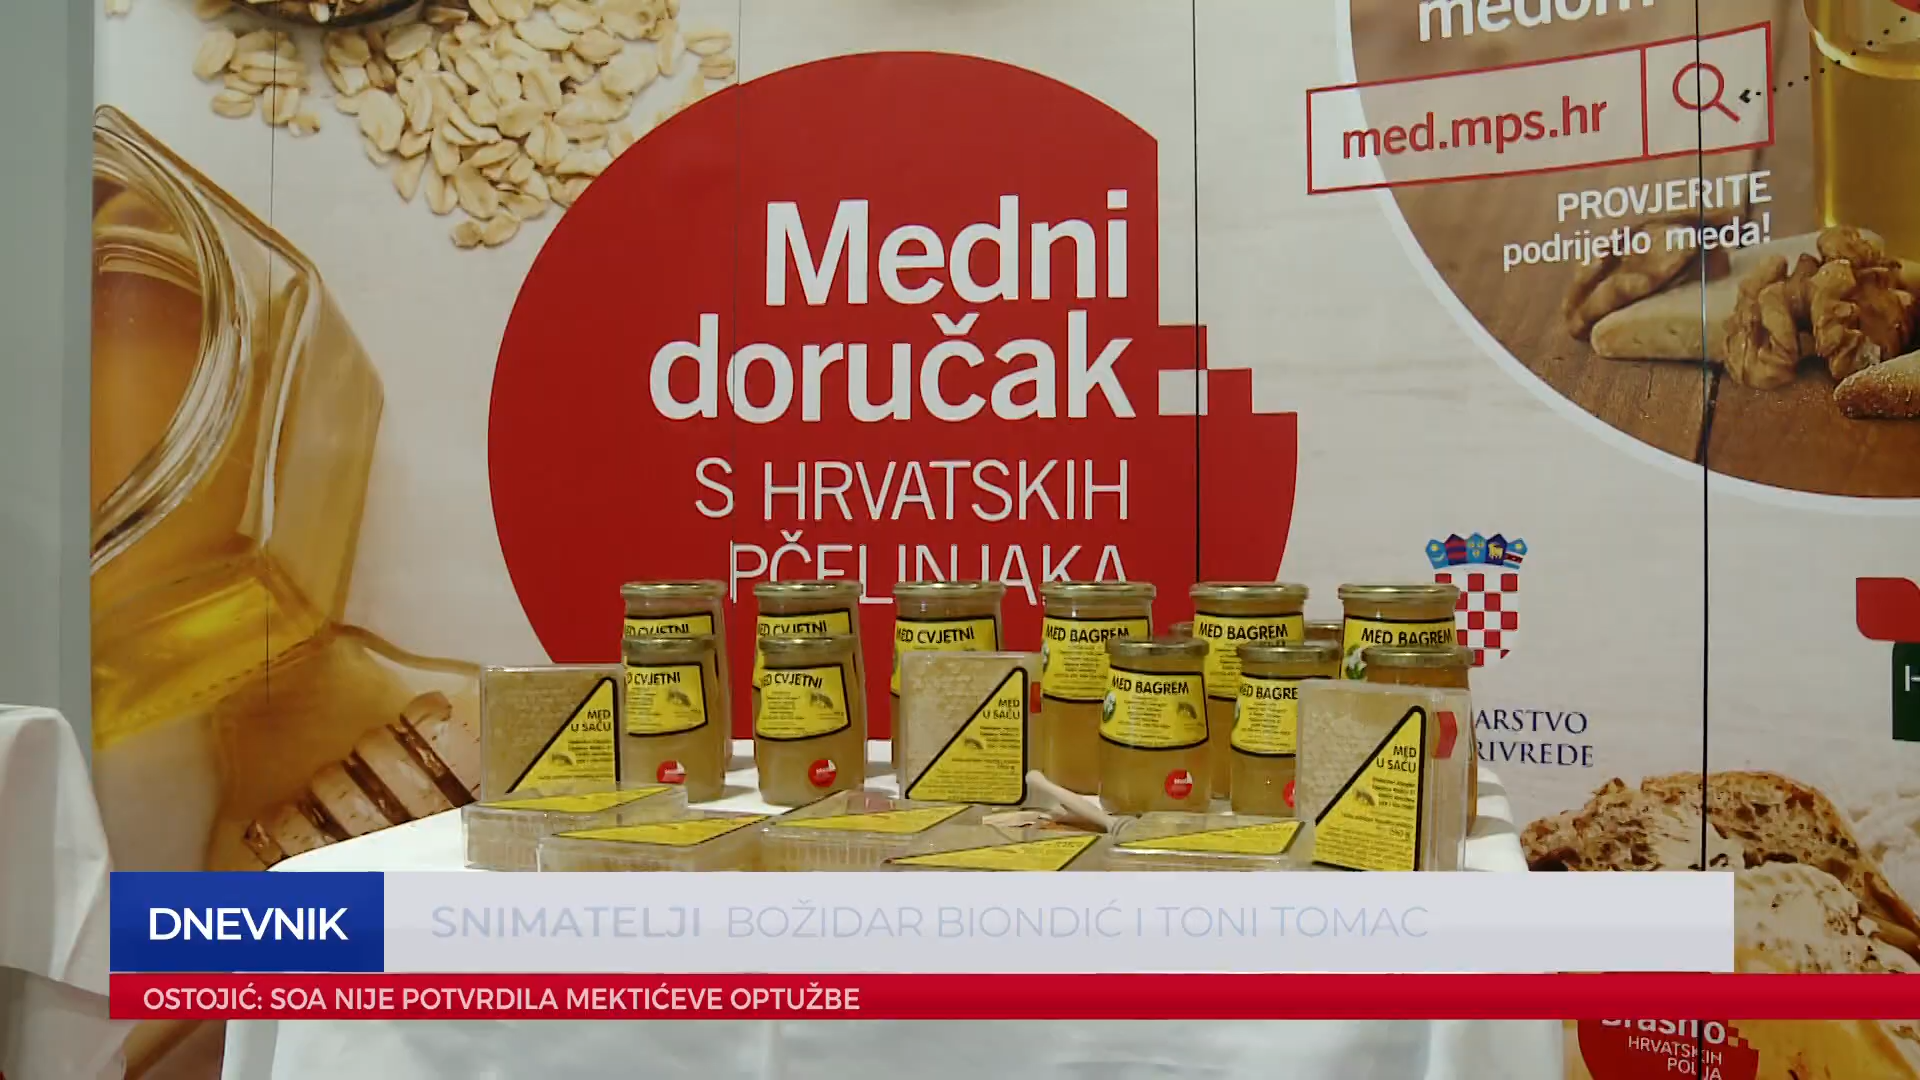 medom
med.mps.hr
PROVJERITE
podrijetlo meda!
Medni
doručak
S HRVATSKIH
PČELINJAKA
MED CVJETNI
MED CVJETNI
MED CVJETNI
MED BAGREM
MED BAGREM
MED BAGREM
CVJETNI
MED CVJETNI
MED BAGREM
MED BAGREM
MED
U SAĆU
MED
U SAĆU
MED
U SAĆU
ARSTVO
RIVREDE
DNEVNIK
SNIMATELJI BOŽIDAR BIONDIĆ I TONI TOMAC
OSTOJIĆ: SOA NIJE POTVRDILA MEKTIĆEVE OPTUŽBE
HRVATSKIH
POLJA